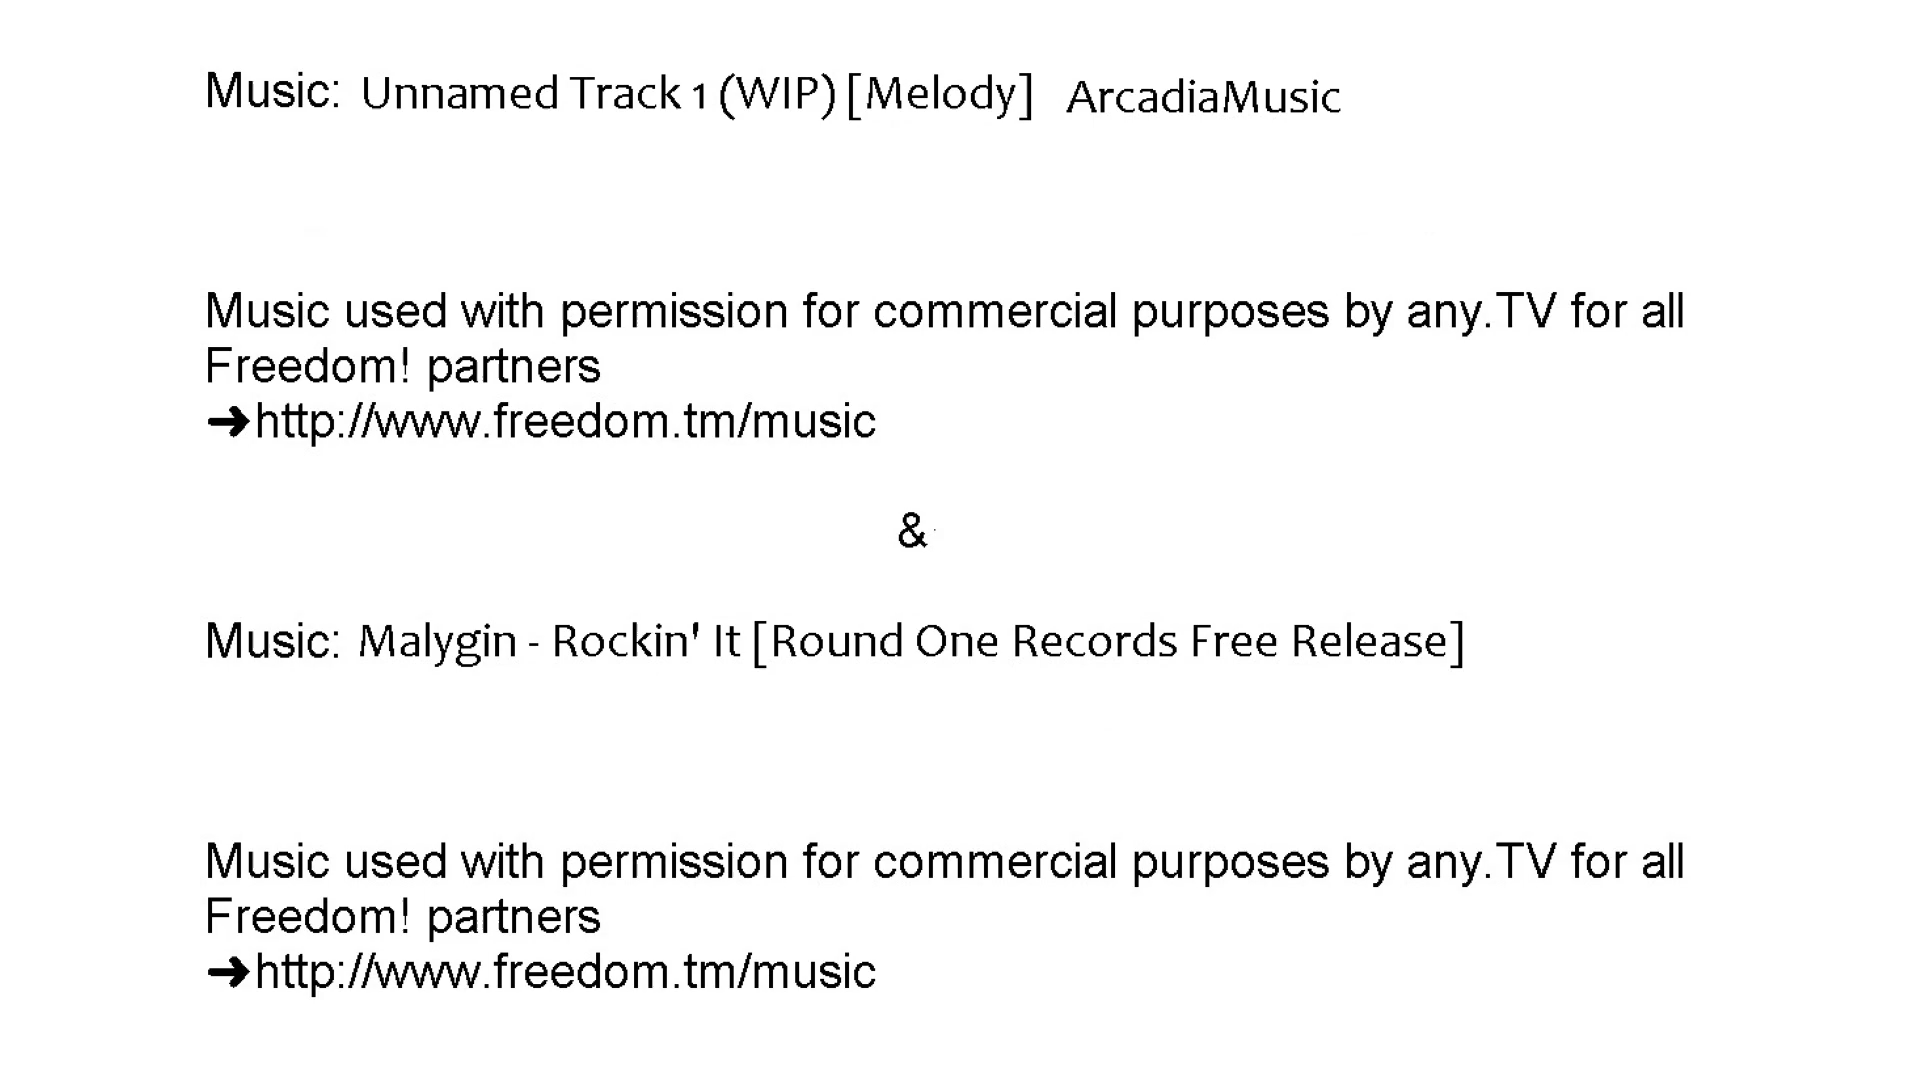 Music: Unnamed Track 1 (WIP) [Melody] ArcadiaMusic
Music used with permission for commercial purposes by any.TV for all
Freedom! partners
➜http://www.freedom.tm/music
&
Music: Malygin - Rockin' It [Round One Records Free Release]
Music used with permission for commercial purposes by any.TV for all
Freedom! partners
➜http://www.freedom.tm/music